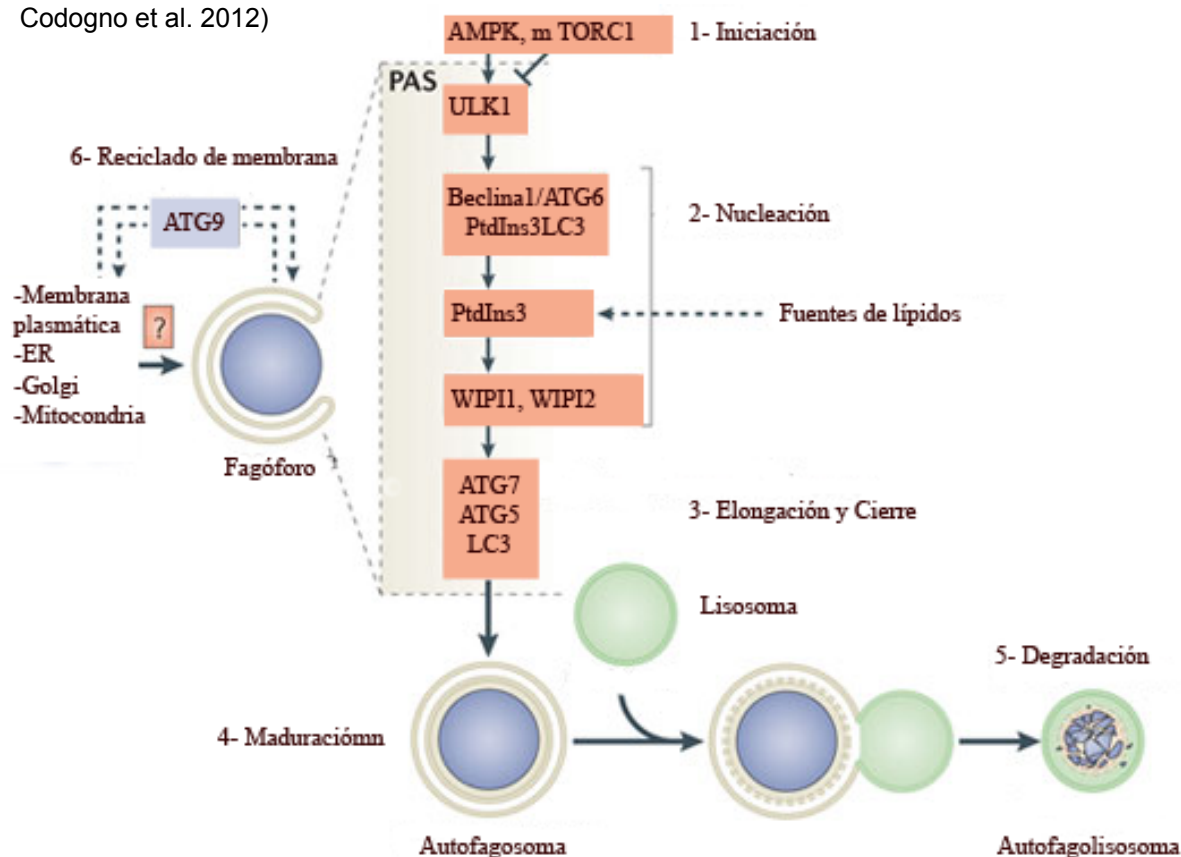 Codogno et al. 2012)
AMPK, m TORC1
1- Iniciación
PAS
ULK1
6- Reciclado de membrana
ATG9
Beclina1/ATG6
PtdIns3LC3
2- Nucleación
-Membrana
plasmática
-ER
-Golgi
-Mitocondria
?
PtdIns3
Fuentes de lípidos
WIPI1, WIPI2
Fagóforo
ATG7
ATG5
LC3
3- Elongación y Cierre
Lisosoma
5- Degradación
4- Maduraciómn
Autofagosoma
Autofagolisosoma